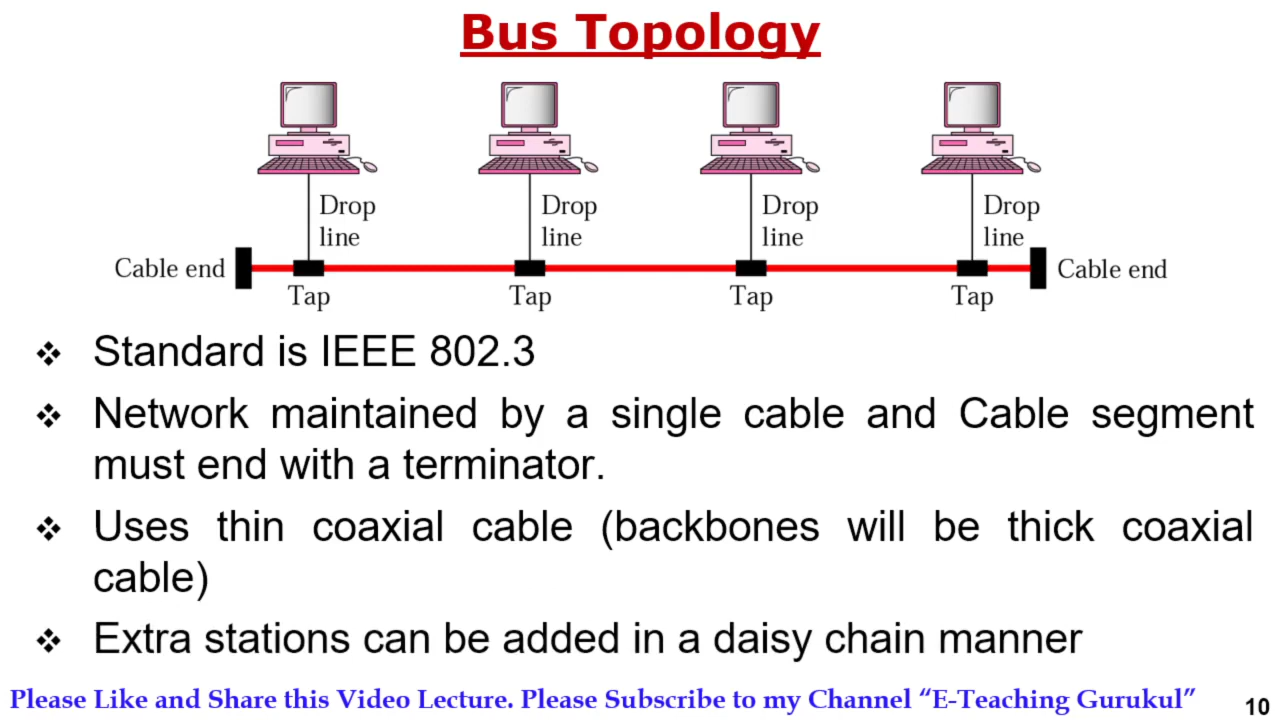 Bus Topology
Drop Drop Drop Drop
line line line line
Cable end Cable end
Tap Tap Tap Tap
❖ Standard is IEEE 802.3
❖ Network maintained by a single cable and Cable segment
must end with a terminator.
❖ Uses thin coaxial cable (backbones will be thick coaxial
cable)
❖ Extra stations can be added in a daisy chain manner
Please Like and Share this Video Lecture. Please Subscribe to my Channel “E-Teaching Gurukul”
10